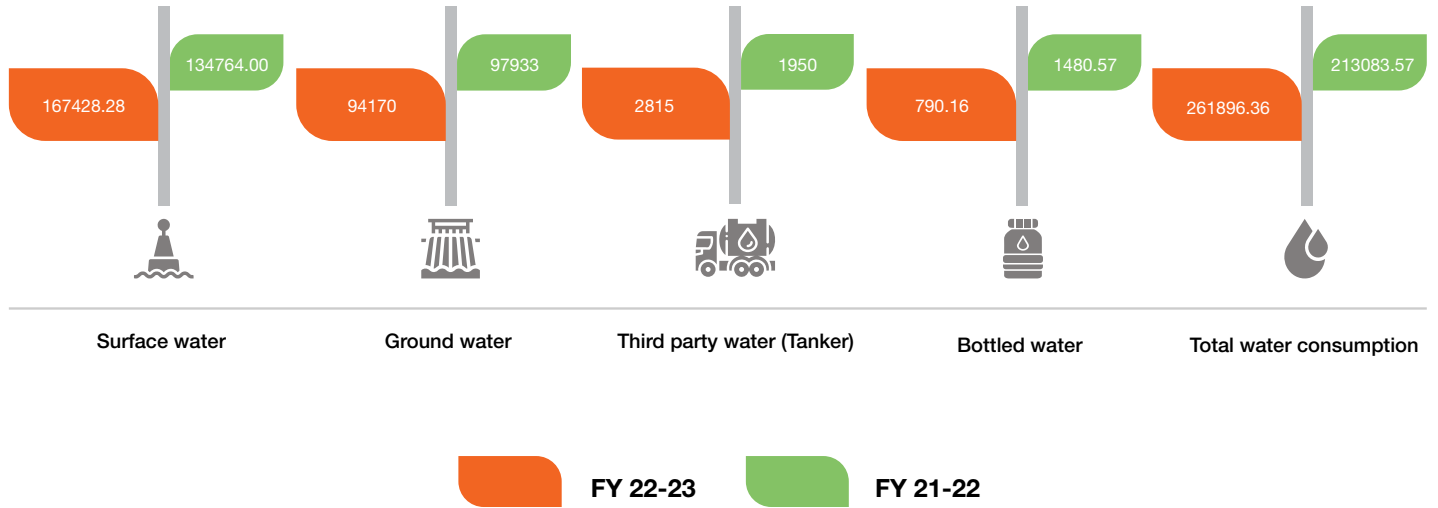 134764.00
167428.28
97933
94170
1950
2815
1480.57
790.16
213083.57
261896.36
Surface water
Ground water
Third party water (Tanker)
Bottled water
Total water consumption
FY 22-23
FY 21-22